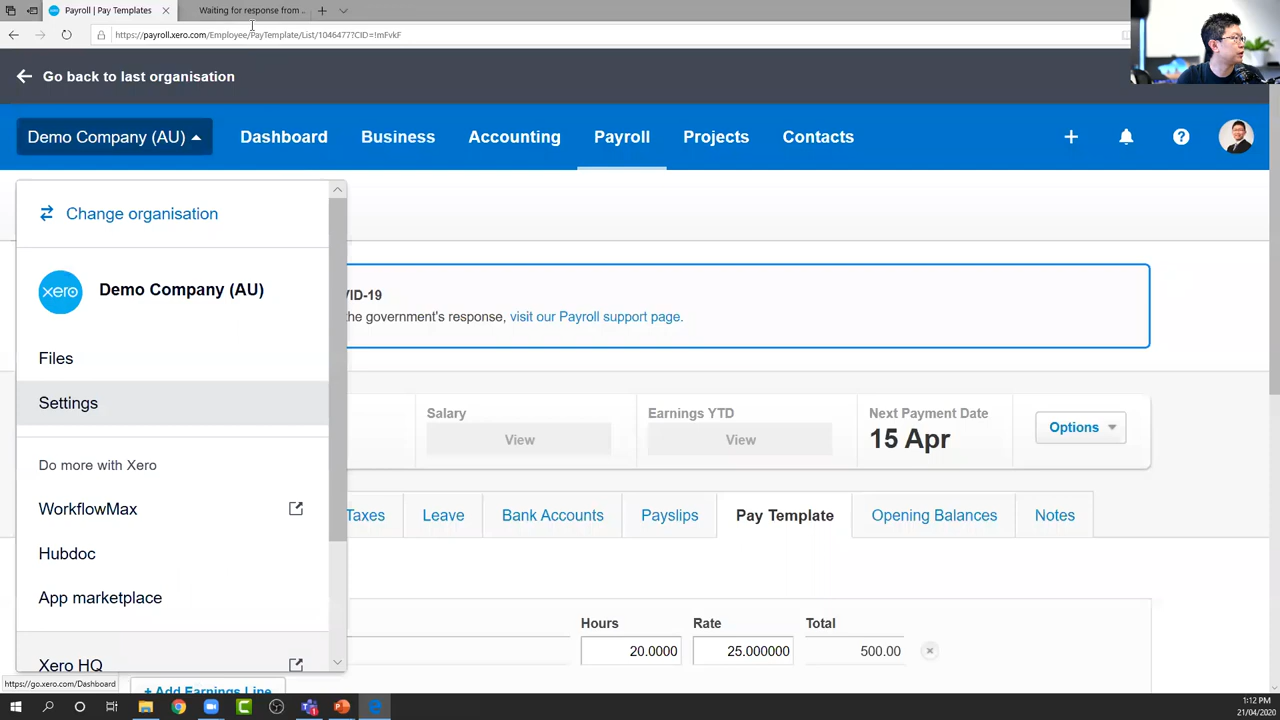 Payroll | Pay Templates
Waiting for response from ..
https://payroll.xero.com/Employee/PayTemplate/List/1046477?CID=!mFvkF
Go back to last organisation
Demo Company (AU)
Dashboard
Business
Accounting
Payroll
Projects
Contacts
Change organisation
xero
Demo Company (AU)
VID-19
the government's response, visit our Payroll support page.
Files
Settings
Salary
View
Earnings YTD
View
Next Payment Date
15 Apr
Options
Do more with Xero
WorkflowMax
Hubdoc
App marketplace
Xero HQ
Taxes
Leave
Bank Accounts
Payslips
Pay Template
Opening Balances
Notes
Hours
Rate
Total
20.0000
25.000000
500.00
+ Add Earnings Line
https://go.xero.com/Dashboard
1:12 PM
21/04/2020